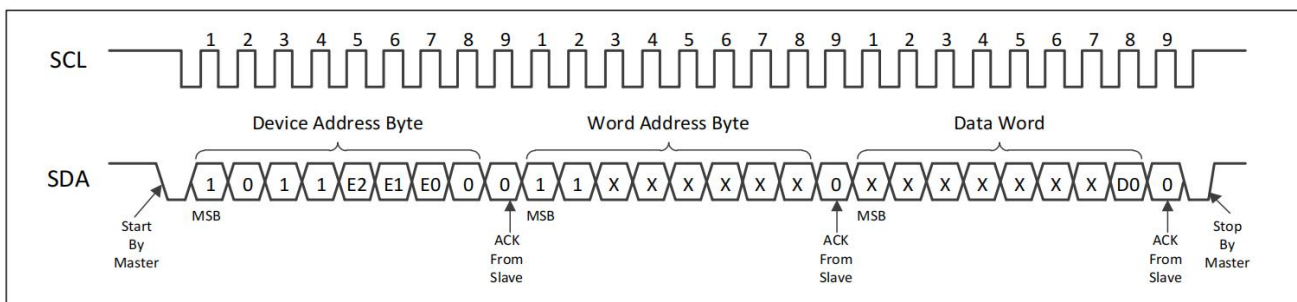 SCL 1 2 3 4 5 6 7 8 9 1 2 3 4 5 6 7 8 9 1 2 3 4 5 6 7 8 9
Device Address Byte Word Address Byte Data Word
SDA 1 0 1 1 E2 E1 E0 0 0 1 1 X X X X X X 0 X X X X X X X D0 0
MSB MSB MSB
Start
By
Master
ACK
From
Slave
ACK
From
Slave
ACK
From
Slave
Stop
By
Master